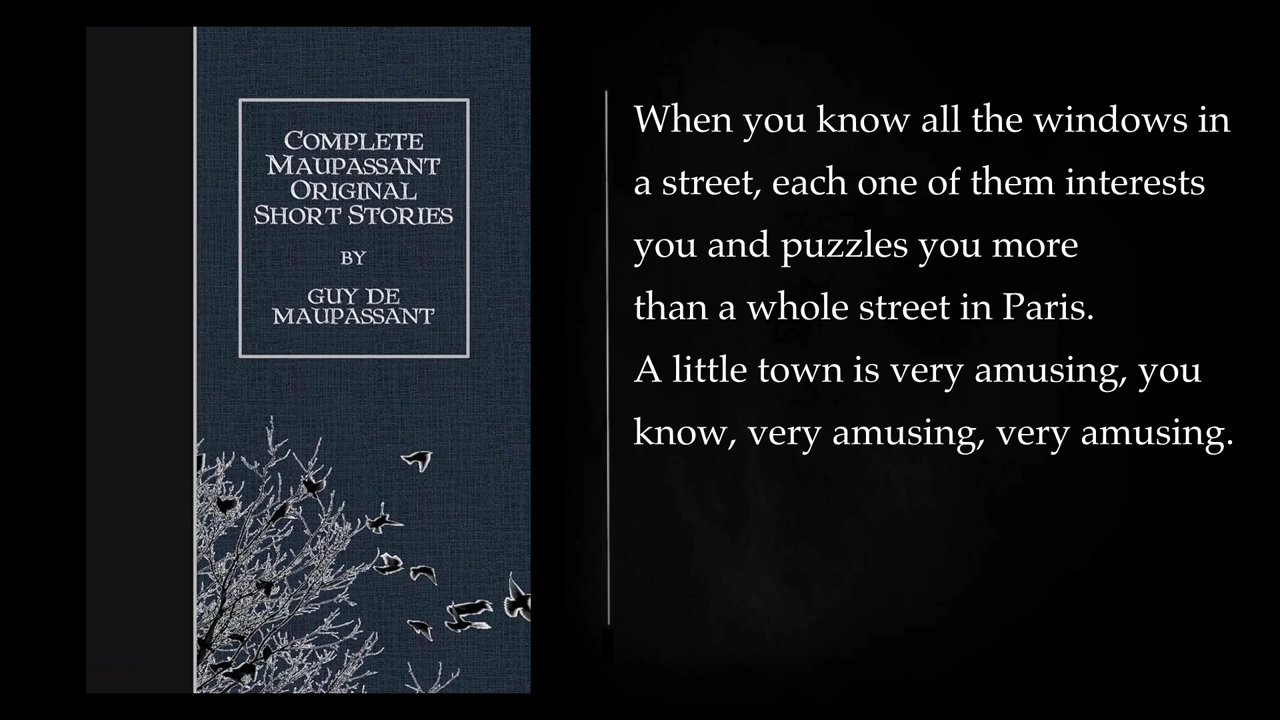 COMPLETE
MAUPASSANT
ORIGINAL
SHORT STORIES
BY
GUY DE
MAUPASSANT
When you know all the windows in
a street, each one of them interests
you and puzzles you more
than a whole street in Paris.
A little town is very amusing, you
know, very amusing, very amusing.